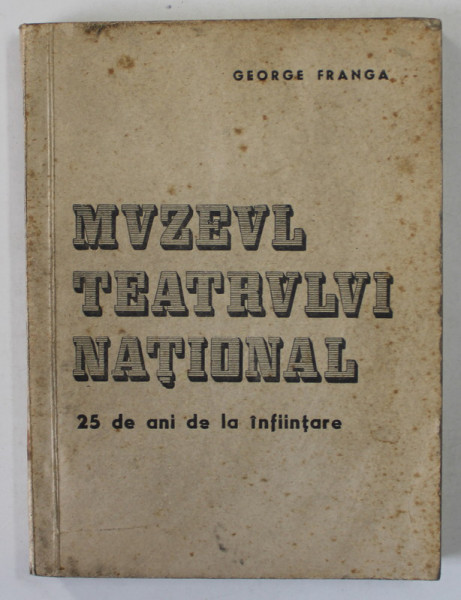 GEORGE FRANGA
MVZEVL
TEATRVLVI
NAȚIONAL
25 de ani de la înființare